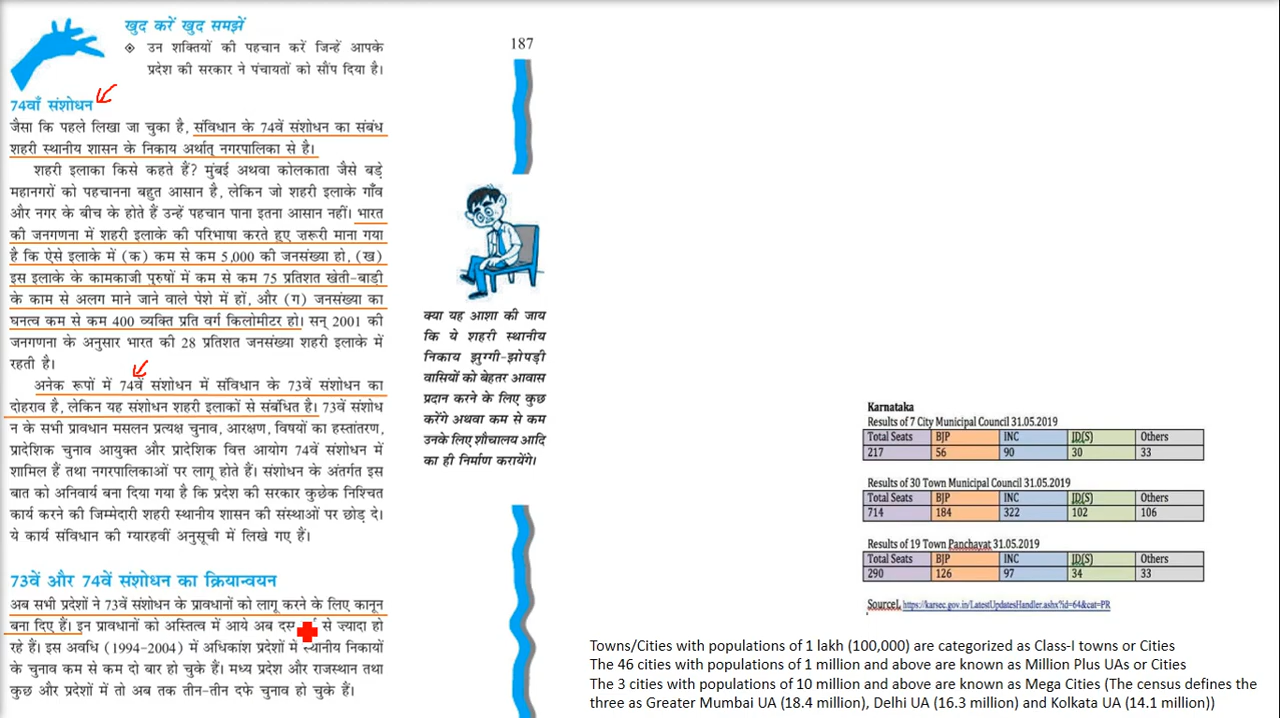 खुद करें खुद समझें
❖ उन शक्तियों की पहचान करें जिन्हें आपके
प्रदेश की सरकार ने पंचायतों को सौंप दिया है।
187
74वाँ संशोधन
जैसा कि पहले लिखा जा चुका है, संविधान के 74वें संशोधन का संबंध
शहरी स्थानीय शासन के निकाय अर्थात् नगरपालिका से है।
शहरी इलाका किसे कहते हैं? मुंबई अथवा कोलकाता जैसे बड़े
महानगरों को पहचानना बहुत आसान है, लेकिन जो शहरी इलाके गाँव
और नगर के बीच के होते हैं उन्हें पहचान पाना इतना आसान नहीं। भारत
की जनगणना में शहरी इलाके की परिभाषा करते हुए ज़रूरी माना गया
है कि ऐसे इलाके में (क) कम से कम 5,000 की जनसंख्या हो, (ख)
इस इलाके के कामकाजी पुरुषों में कम से कम 75 प्रतिशत खेती-बाड़ी
के काम से अलग माने जाने वाले पेशे में हों, और (ग) जनसंख्या का
घनत्व कम से कम 400 व्यक्ति प्रति वर्ग किलोमीटर हो। सन् 2001 की
जनगणना के अनुसार भारत की 28 प्रतिशत जनसंख्या शहरी इलाके में
रहती है।
अनेक रूपों में 74वें संशोधन में संविधान के 73वें संशोधन का
दोहराव है, लेकिन यह संशोधन शहरी इलाकों से संबंधित है। 73वें संशोध
न के सभी प्रावधान मसलन प्रत्यक्ष चुनाव, आरक्षण, विषयों का हस्तांतरण,
प्रादेशिक चुनाव आयुक्त और प्रादेशिक वित्त आयोग 74वें संशोधन में
शामिल हैं तथा नगरपालिकाओं पर लागू होते हैं। संशोधन के अंतर्गत इस
बात को अनिवार्य बना दिया गया है कि प्रदेश की सरकार कुछेक निश्चित
कार्य करने की जिम्मेदारी शहरी स्थानीय शासन की संस्थाओं पर छोड़ दे।
ये कार्य संविधान की ग्यारहवीं अनुसूची में लिखे गए हैं।
73वें और 74वें संशोधन का क्रियान्वयन
अब सभी प्रदेशों ने 73वें संशोधन के प्रावधानों को लागू करने के लिए कानून
बना दिए हैं। इन प्रावधानों को अस्तित्व में आये अब दस से ज्यादा हो
रहे हैं। इस अवधि (1994-2004) में अधिकांश प्रदेशों में स्थानीय निकायों
के चुनाव कम से कम दो बार हो चुके हैं। मध्य प्रदेश और राजस्थान तथा
कुछ और प्रदेशों में तो अब तक तीन-तीन दफे चुनाव हो चुके हैं।
क्या यह आशा की जाय
कि ये शहरी स्थानीय
निकाय झुग्गी-झोपड़ी
वासियों को बेहतर आवास
प्रदान करने के लिए कुछ
करेंगे अथवा कम से कम
उनके लिए शौचालय आदि
का ही निर्माण करायेंगे।
Karnataka
Results of 7 City Municipal Council 31.05.2019
Total Seats BJP INC JD(S) Others
217 56 90 30 33
Results of 30 Town Municipal Council 31.05.2019
Total Seats BJP INC JD(S) Others
714 184 322 102 106
Results of 19 Town Panchayat 31.05.2019
Total Seats BJP INC JD(S) Others
290 126 97 34 33
SourceL https://karsec.gov.in/LatestUpdatesHandler.ashx?id=64&cat=PR
Towns/Cities with populations of 1 lakh (100,000) are categorized as Class-I towns or Cities
The 46 cities with populations of 1 million and above are known as Million Plus UAs or Cities
The 3 cities with populations of 10 million and above are known as Mega Cities (The census defines the
three as Greater Mumbai UA (18.4 million), Delhi UA (16.3 million) and Kolkata UA (14.1 million))